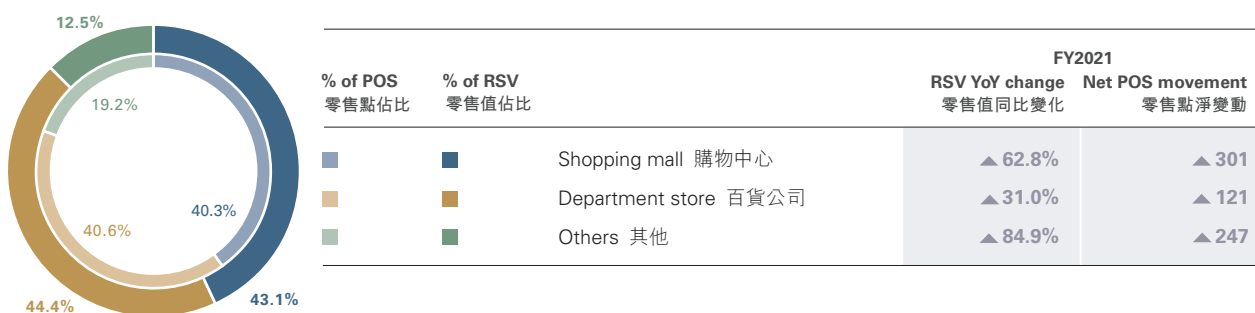 12.5%
19.2%
40.3%
40.6%
44.4%
43.1%
FY2021
% of POS % of RSV RSV YoY change Net POS movement
零售點佔比 零售值佔比 零售值同比變化 零售點淨變動
Shopping mall 購物中心 ▲ 62.8% ▲ 301
Department store 百貨公司 ▲ 31.0% ▲ 121
Others 其他 ▲ 84.9% ▲ 247